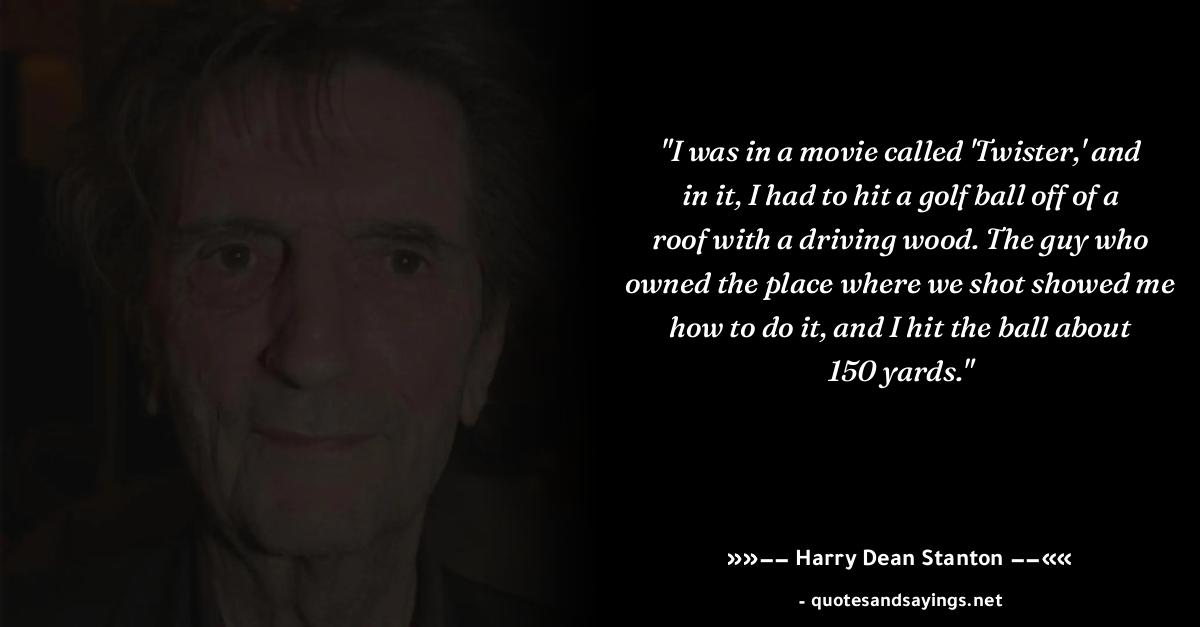 "I was in a movie called 'Twister,' and
in it, I had to hit a golf ball off of a
roof with a driving wood. The guy who
owned the place where we shot showed me
how to do it, and I hit the ball about
150 yards."
»»−− Harry Dean Stanton −−««
- quotesandsayings.net